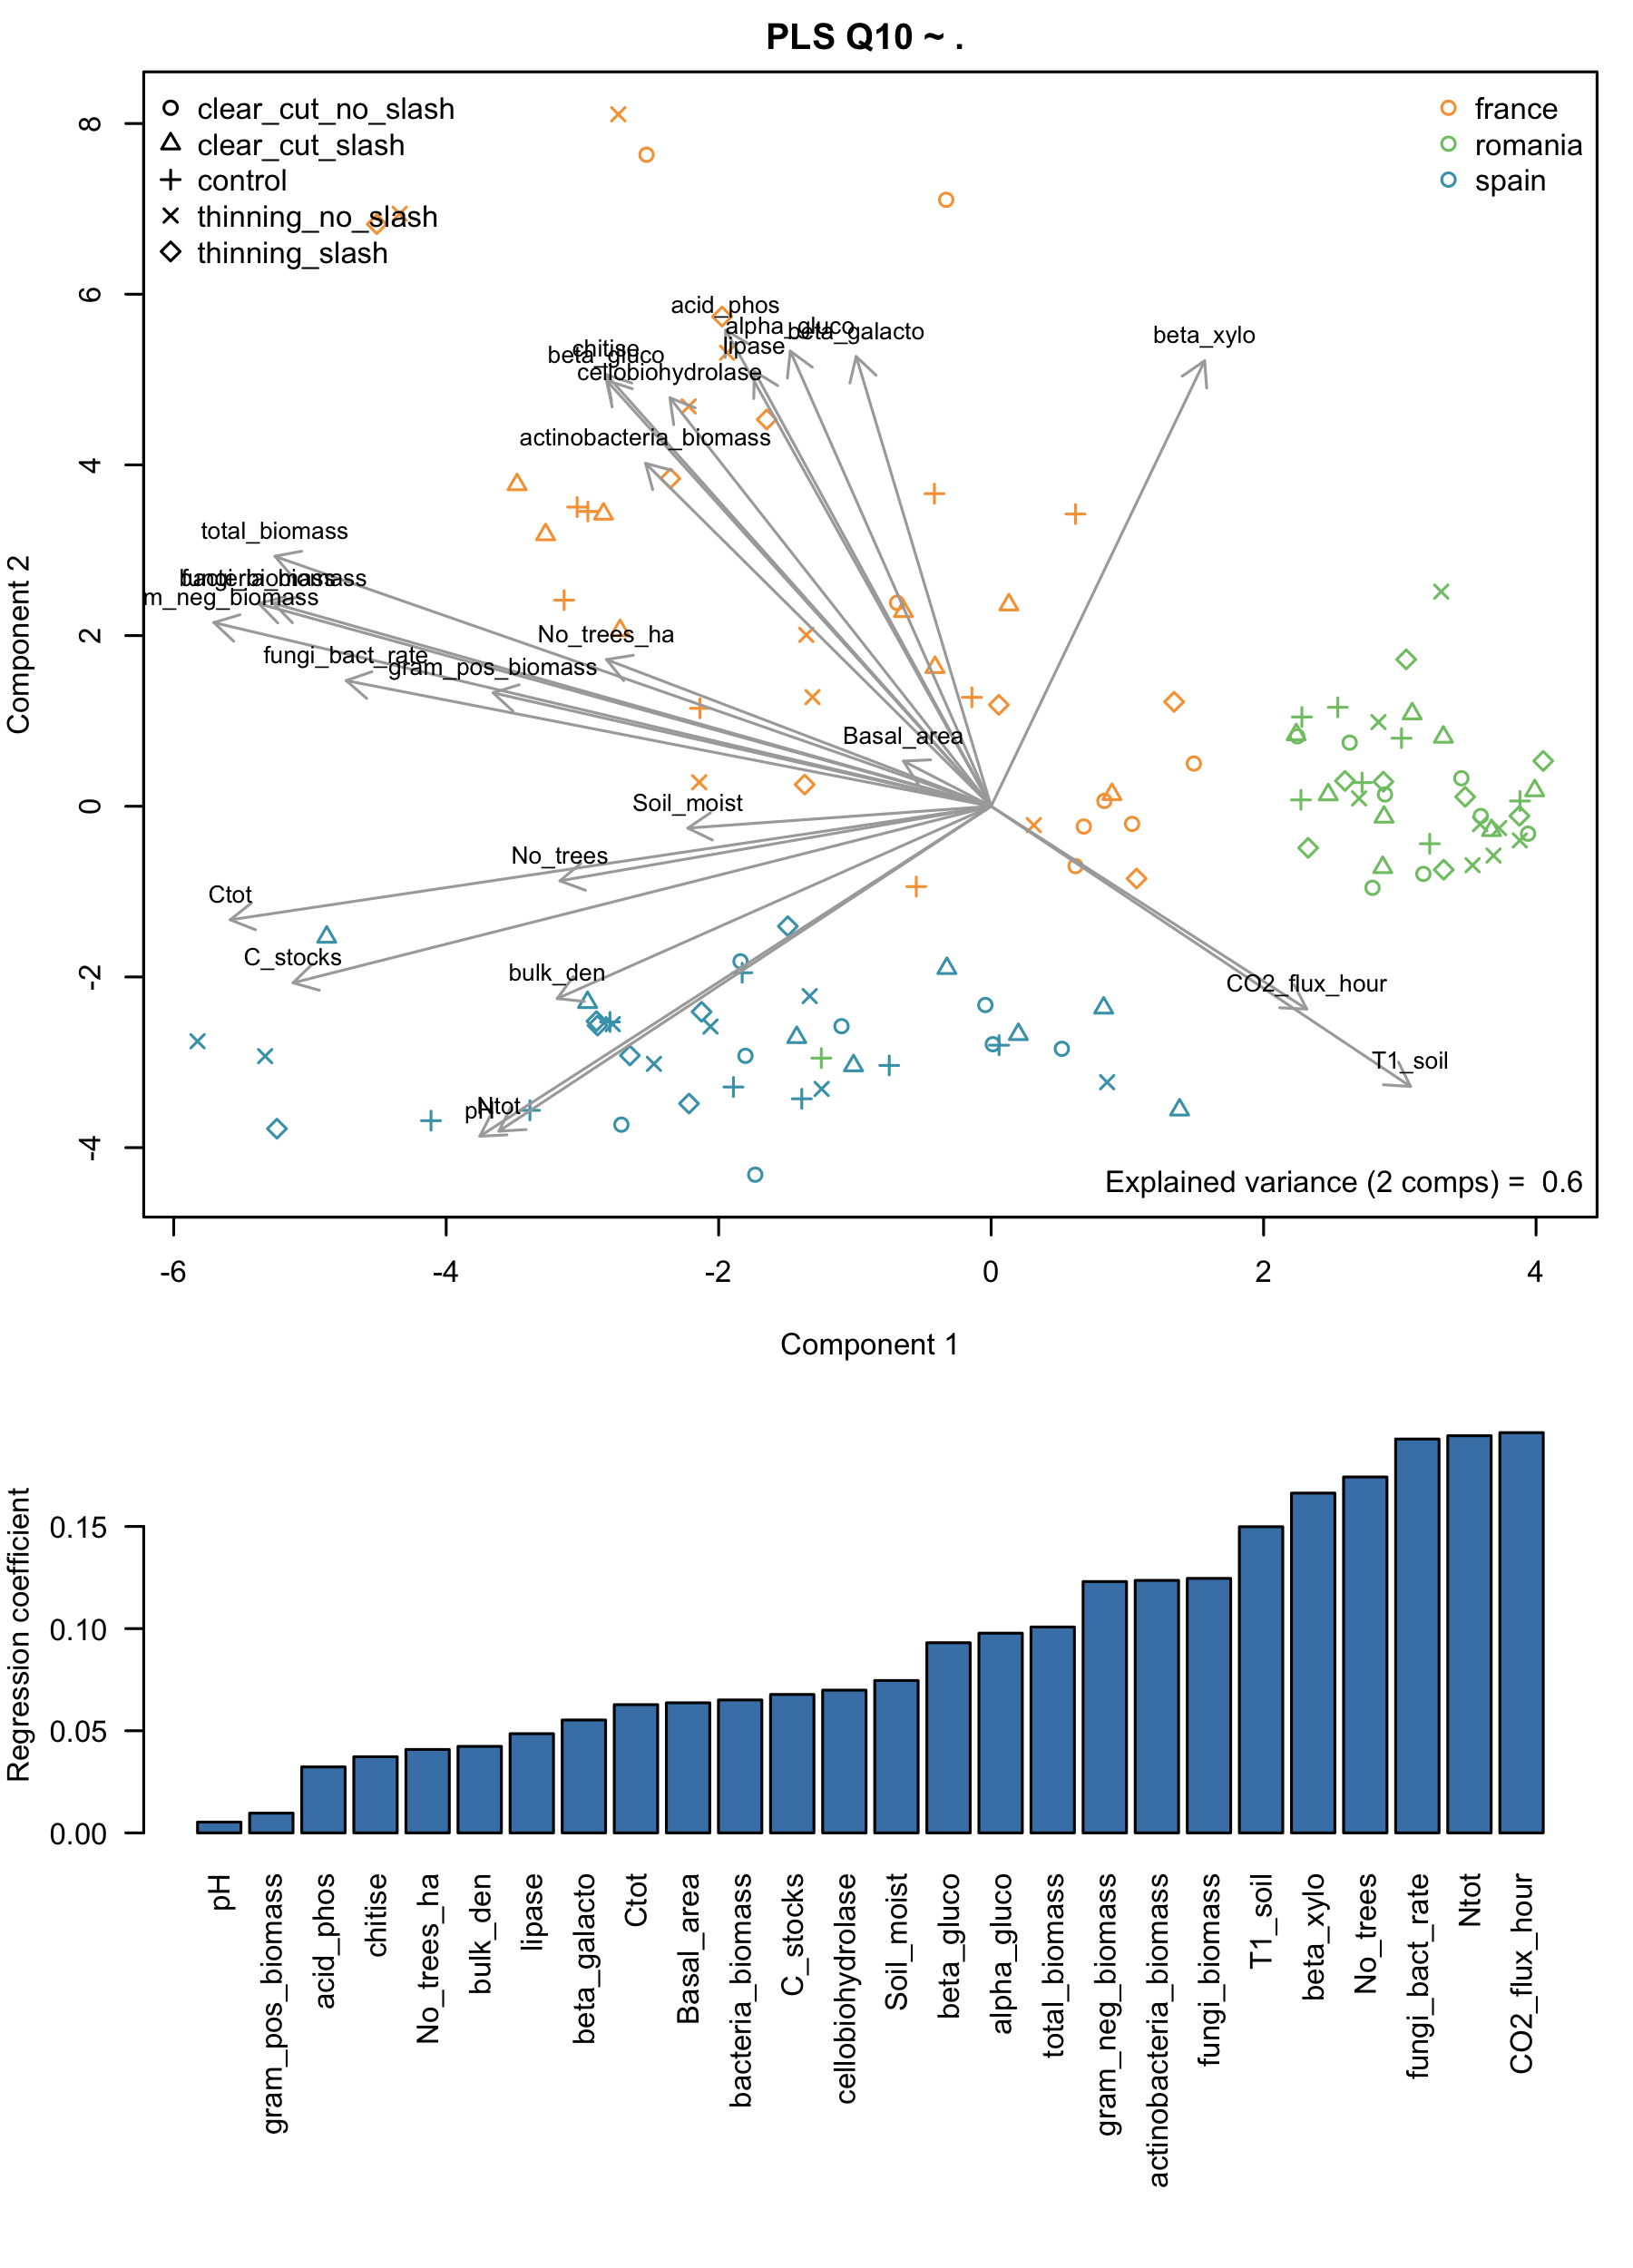 PLS Q10 ~ .
clear_cut_no_slash
clear_cut_slash
control
thinning_no_slash
thinning_slash
france
romania
spain
8
6
4
2
0
-2
-4
Component 2
acid_phos
alpha_gluco
beta_galacto
beta_xylo
lipase
chitise
beta_gluco
cellobiohydrolase
actinobacteria_biomass
total_biomass
bacteria_biomass
fungi_biomass
m_neg_biomass
No_trees_ha
fungi_bact_rate
gram_pos_biomass
Basal_area
Soil_moist
No_trees
Ctot
C_stocks
bulk_den
CO2_flux_hour
T1_soil
pH
Ntot
Explained variance (2 comps) = 0.6
-6
-4
-2
0
2
4
Component 1
Regression coefficient
0.15
0.10
0.05
0.00
pH
gram_pos_biomass
acid_phos
chitise
No_trees_ha
bulk_den
lipase
beta_galacto
Ctot
Basal_area
bacteria_biomass
C_stocks
cellobiohydrolase
Soil_moist
beta_gluco
alpha_gluco
total_biomass
gram_neg_biomass
actinobacteria_biomass
fungi_biomass
T1_soil
beta_xylo
No_trees
fungi_bact_rate
Ntot
CO2_flux_hour